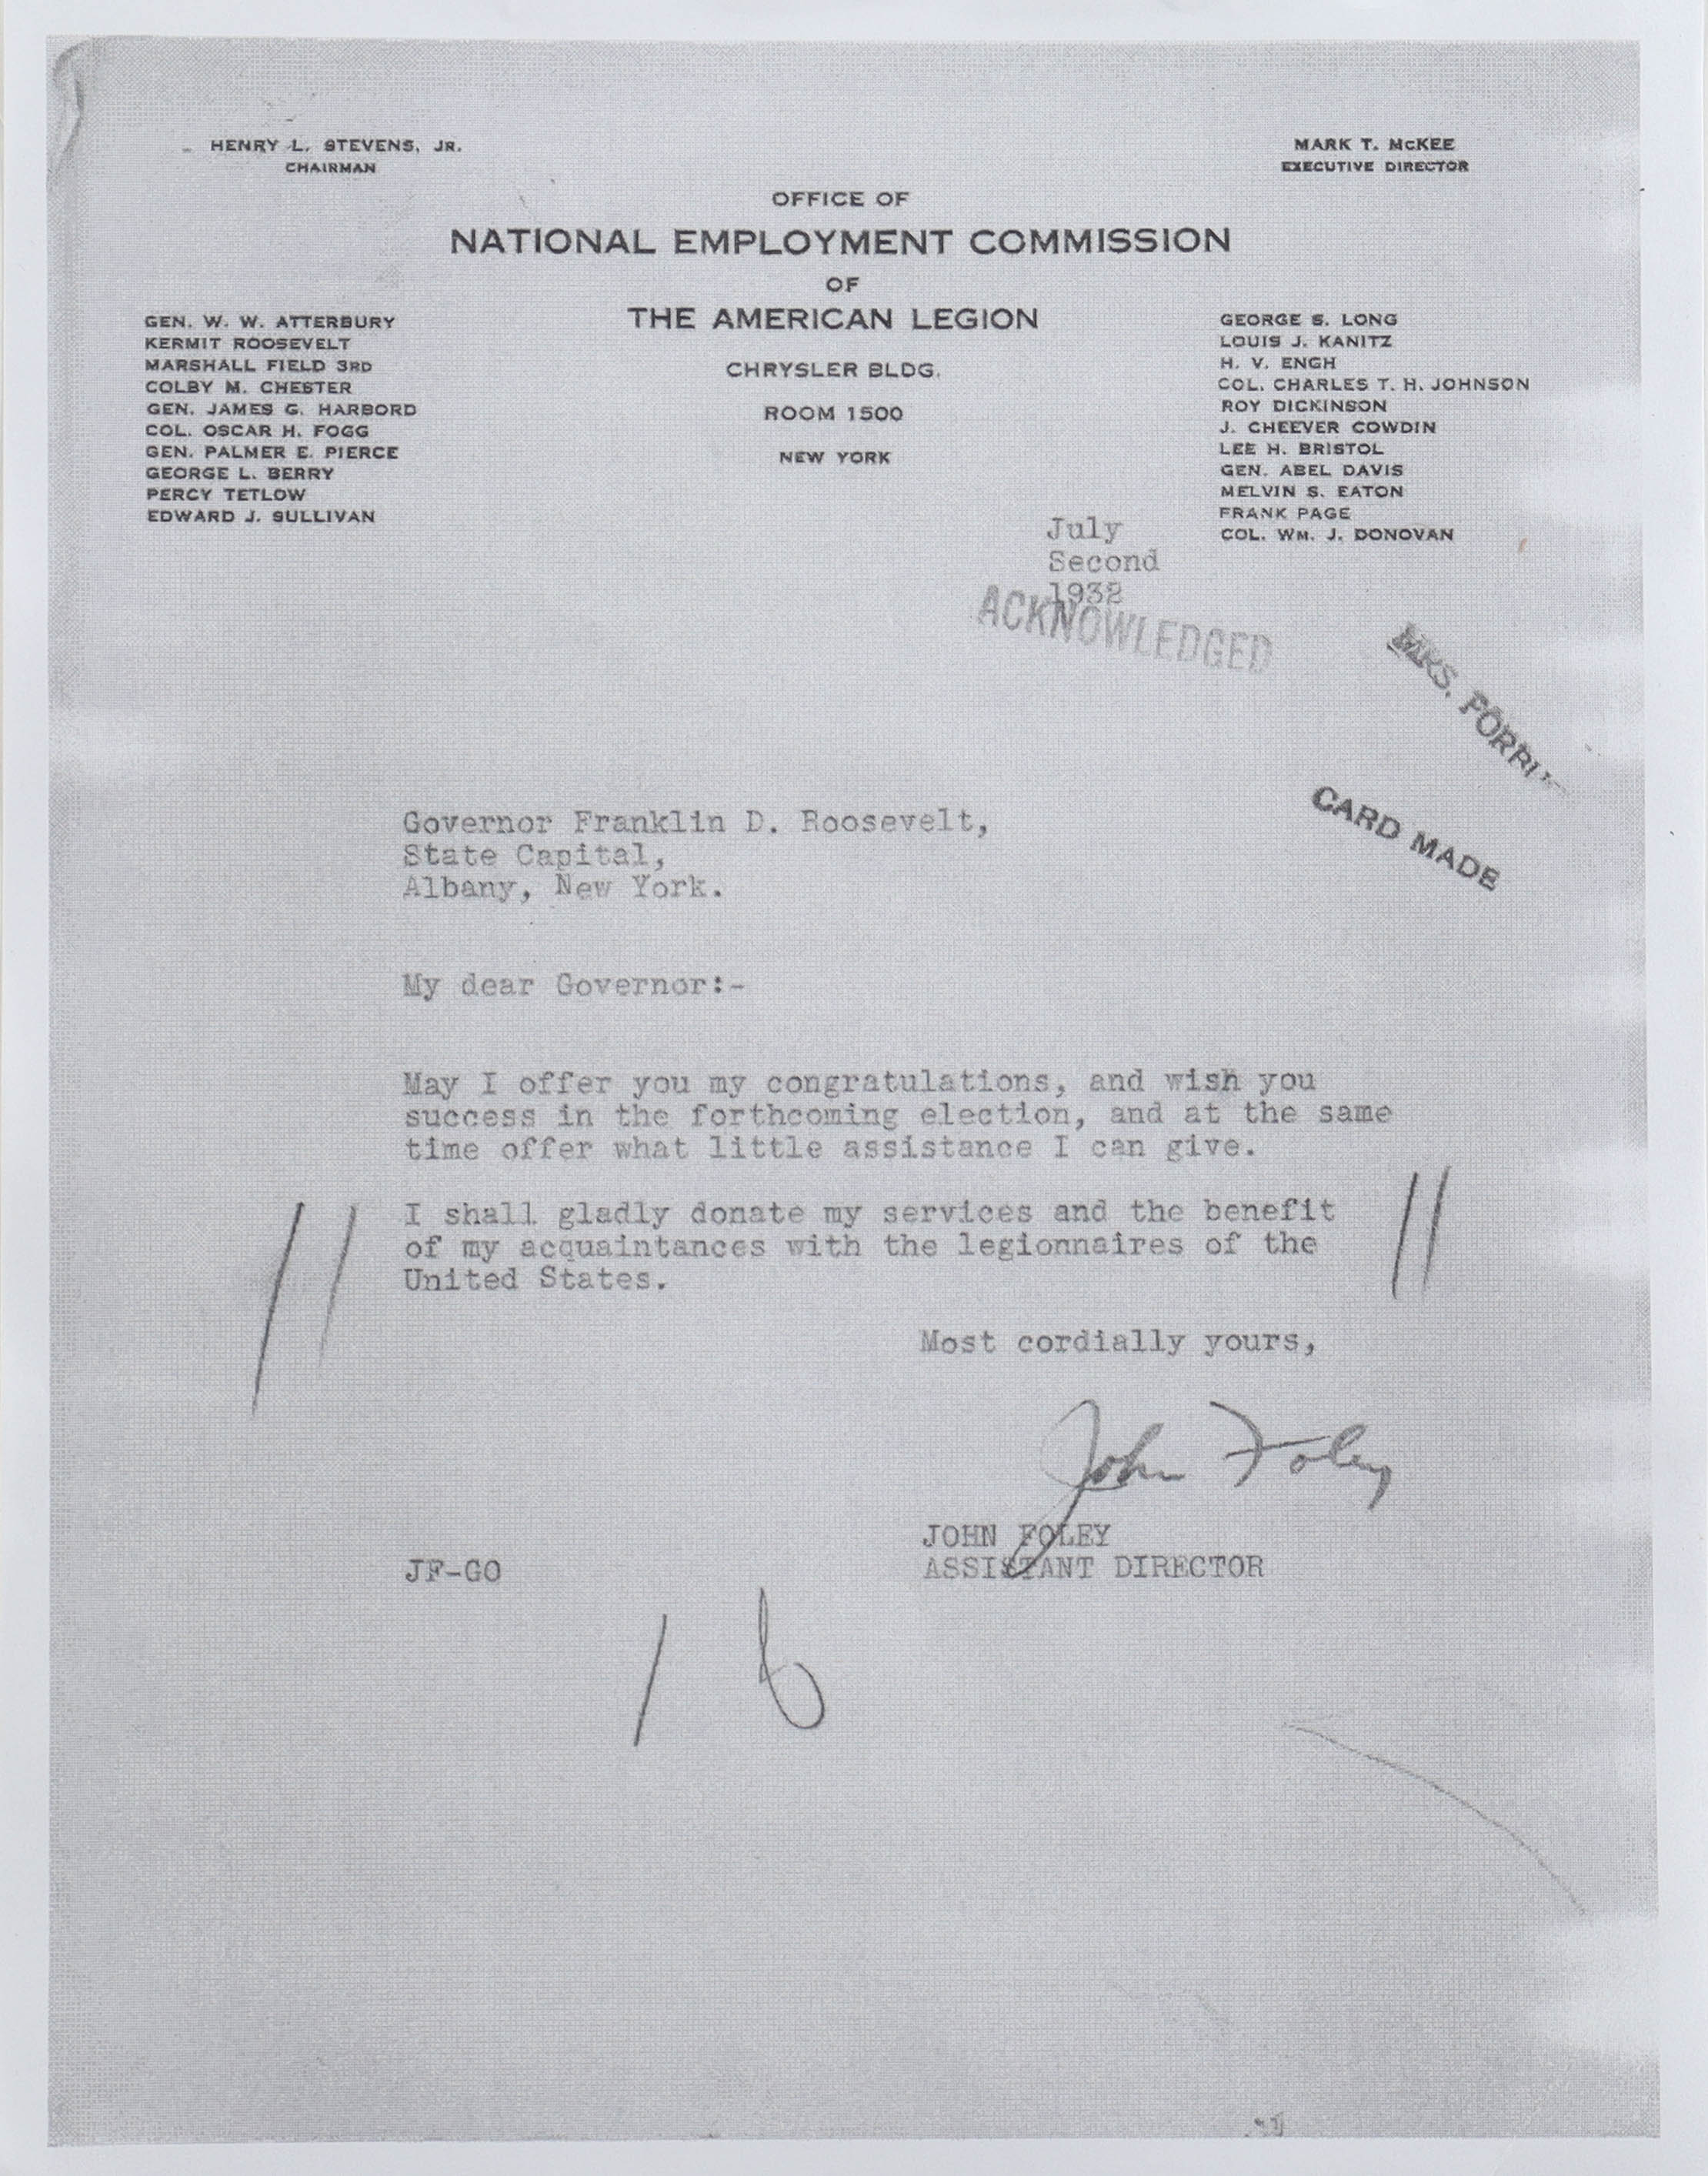 HENRY L. STEVENS, JR.
CHAIRMAN
MARK T. McKEE
EXECUTIVE DIRECTOR
OFFICE OF
NATIONAL EMPLOYMENT COMMISSION
OF
THE AMERICAN LEGION
CHRYSLER BLDG.
ROOM 1500
NEW YORK
GEN. W. W. ATTERBURY
KERMIT ROOSEVELT
MARSHALL FIELD 3RD
COLBY M. CHESTER
GEN. JAMES G. HARBORD
COL. OSCAR H. FOGG
GEN. PALMER E. PIERCE
GEORGE L. BERRY
PERCY TETLOW
EDWARD J. SULLIVAN
GEORGE S. LONG
LOUIS J. KANITZ
H. V. ENGH
COL. CHARLES T. H. JOHNSON
ROY DICKINSON
J. CHEEVER COWDIN
LEE H. BRISTOL
GEN. ABEL DAVIS
MELVIN S. EATON
FRANK PAGE
COL. WM. J. DONOVAN
July
Second
1932
ACKNOWLEDGED
MRS.
CARD MADE
Governor Franklin D. Roosevelt,
State Capital,
Albany, New York.
My dear Governor:-
May I offer you my congratulations, and wish you
success in the forthcoming election, and at the same
time offer what little assistance I can give.
I shall gladly donate my services and the benefit
of my acquaintances with the legionnaires of the
United States.
Most cordially yours,
John Foley
JOHN FOLEY
ASSISTANT DIRECTOR
JF-GO
16